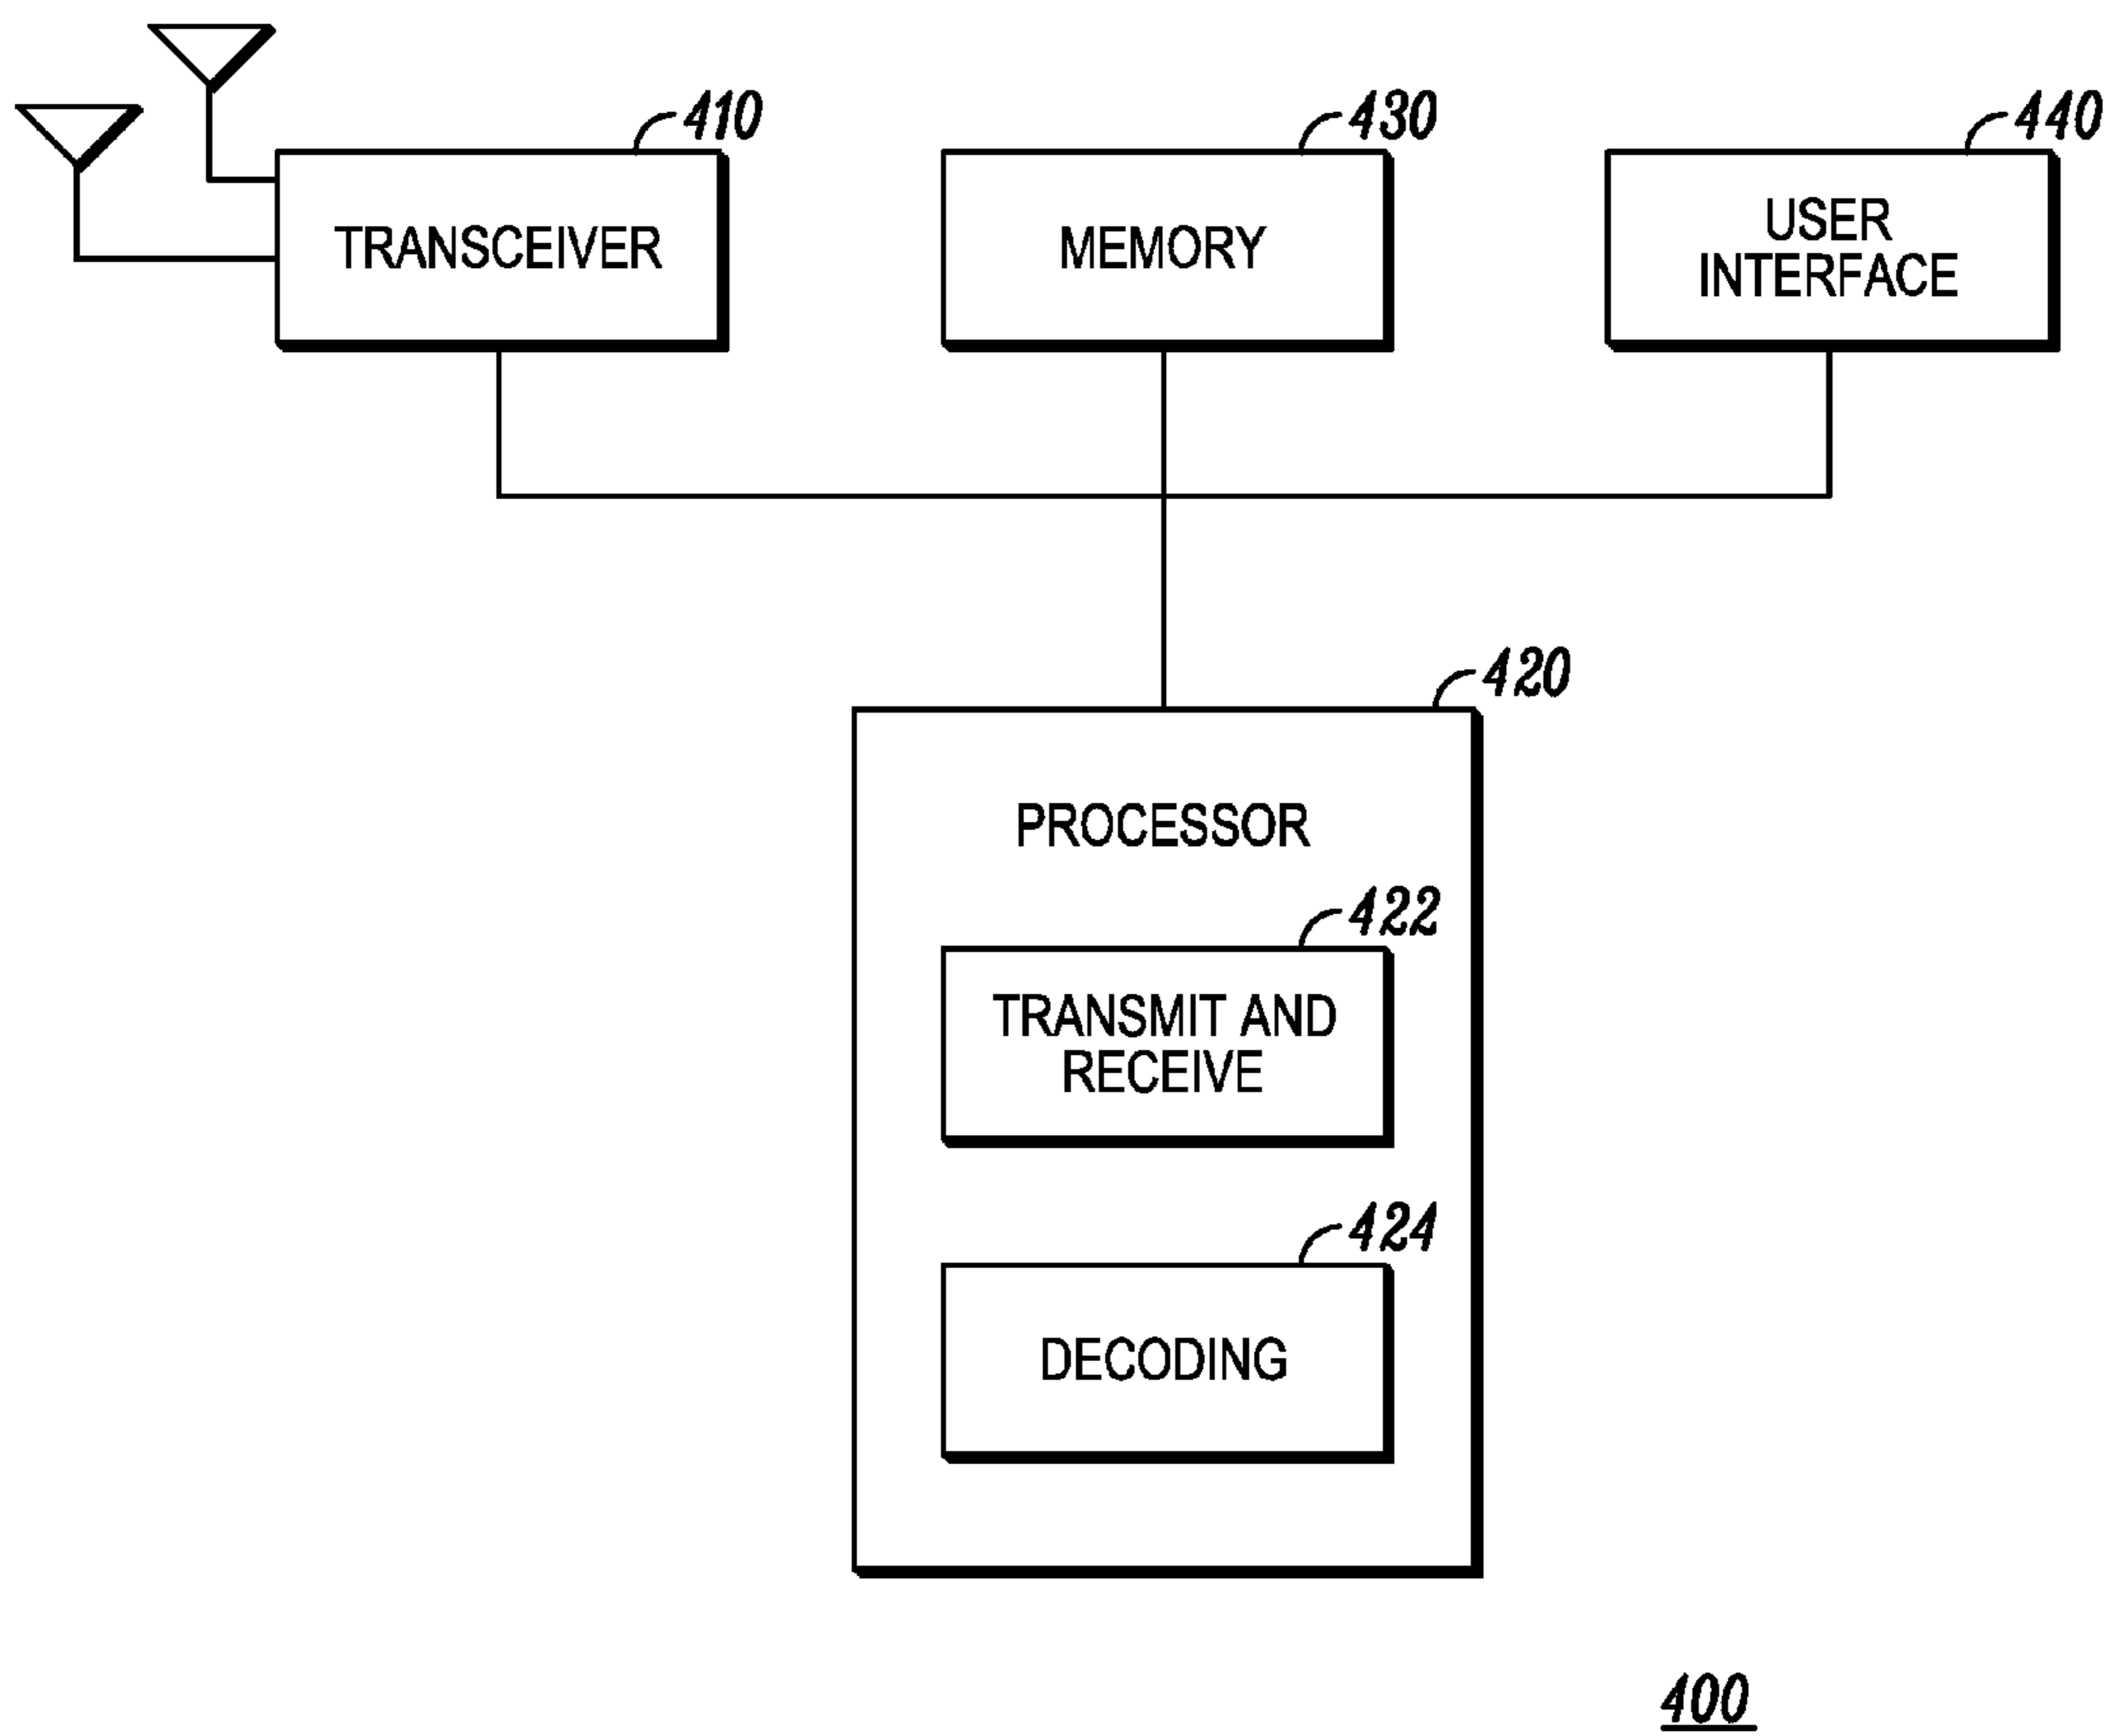 410
430
440
TRANSCEIVER
MEMORY
USER
INTERFACE
420
PROCESSOR
422
TRANSMIT AND
RECEIVE
424
DECODING
400